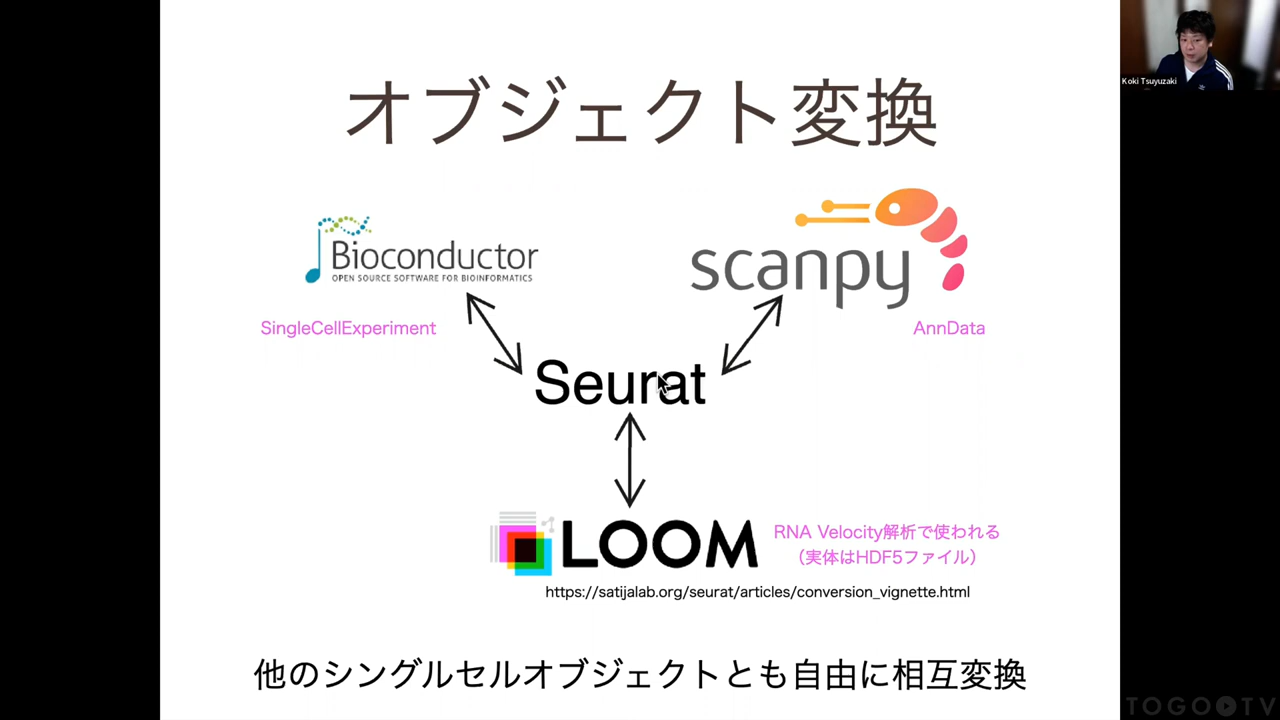 オブジェクト変換
Koki Tsuyuzaki
Bioconductor
OPEN SOURCE SOFTWARE FOR BIOINFORMATICS
scanpy
SingleCellExperiment
AnnData
Seurat
LOOM
RNA Velocity解析で使われる
（実体はHDF5ファイル）
https://satijalab.org/seurat/articles/conversion_vignette.html
他のシングルセルオブジェクトとも自由に相互変換
TOGO TV